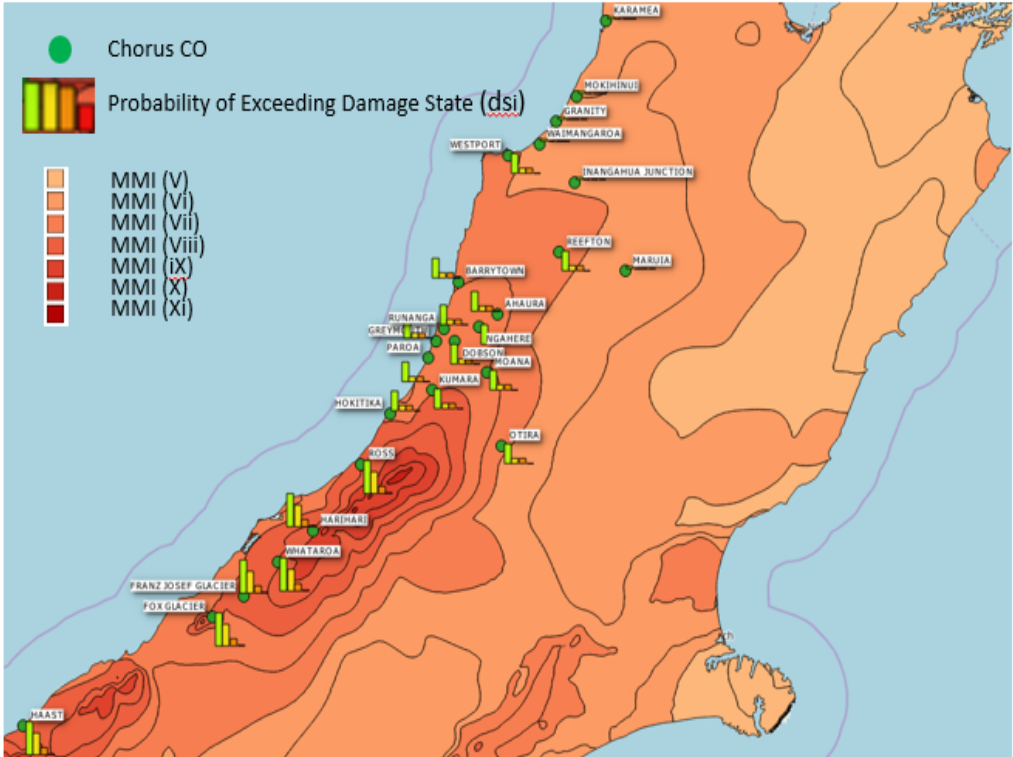 KARAMEA
Chorus CO
MOKIHINUI
Probability of Exceeding Damage State (dsi)
GRANITY
WAIMANGAROA
WESTPORT
INANGAHUA JUNCTION
MMI (V)
MMI (Vi)
MMI (Vii)
MMI (Viii)
MMI (iX)
MMI (X)
MMI (Xi)
REEFTON
MARUIA
BARRYTOWN
AHAURA
RUNANGA
NGAHERE
PAROA
DOBSON
MOANA
KUMARA
HOKITIKA
OTIRA
ROSS
HARIHARI
WHATAROA
FRANZ JOSEF GLACIER
FOX GLACIER
HAAST